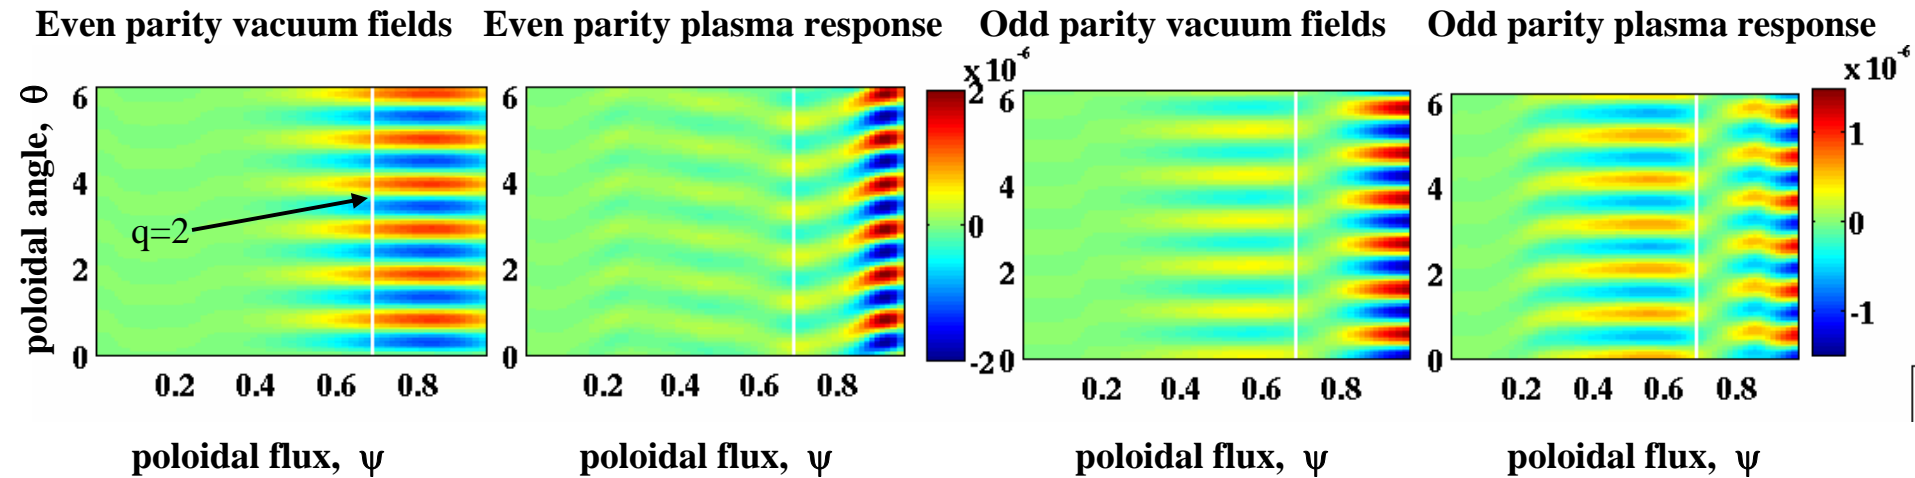 Even parity vacuum fields Even parity plasma response Odd parity vacuum fields Odd parity plasma response
poloidal angle, θ
6
4
2
0
0.2 0.4 0.6 0.8
q=2
poloidal flux, ψ
6
4
2
0
0.2 0.4 0.6 0.8
poloidal flux, ψ
x10⁻⁶
2
0
-2
6
4
2
0
0.2 0.4 0.6 0.8
poloidal flux, ψ
6
4
2
0
0.2 0.4 0.6 0.8
poloidal flux, ψ
x10⁻⁶
1
0
-1